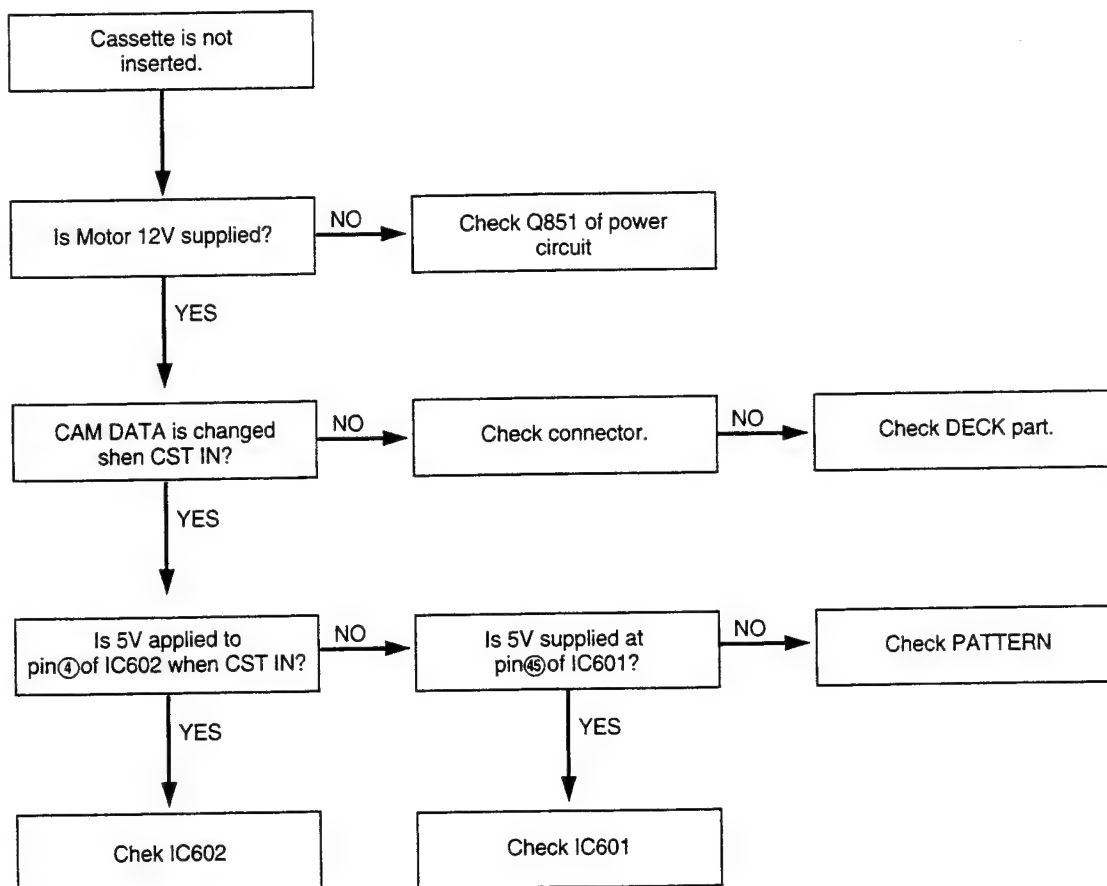 Cassette is not
inserted.
Is Motor 12V supplied?
NO
Check Q851 of power
circuit
YES
CAM DATA is changed
shen CST IN?
NO
Check connector.
NO
Check DECK part.
YES
Is 5V applied to
pin④of IC602 when CST IN?
NO
Is 5V supplied at
pin㊺of IC601?
NO
Check PATTERN
YES
YES
Chek IC602
Check IC601